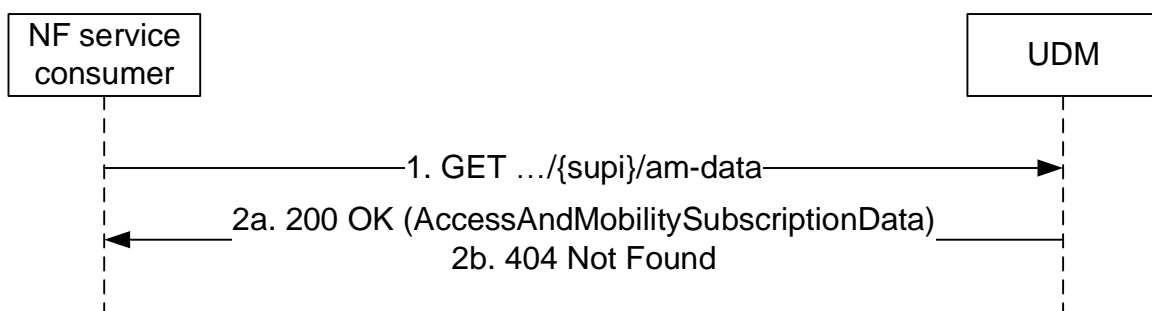 NF service
consumer
UDM
1. GET …/{supi}/am-data
2a. 200 OK (AccessAndMobilitySubscriptionData)
2b. 404 Not Found